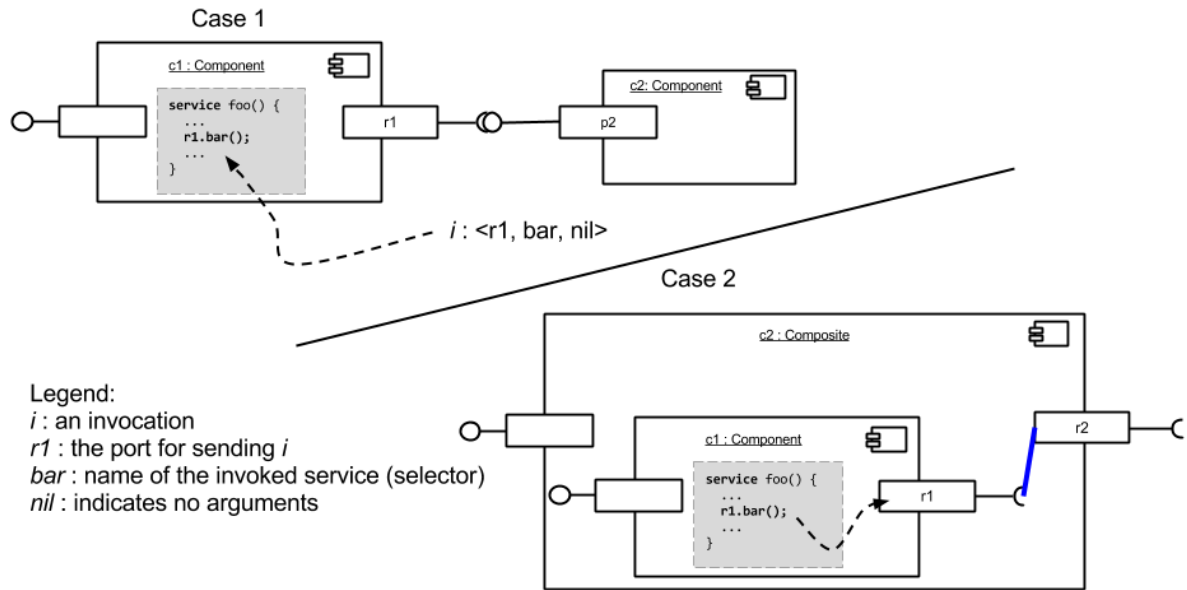 Case 1
c1 : Component
service foo() {
...
r1.bar();
...
}
r1
p2
c2: Component
i : <r1, bar, nil>
Case 2
c2 : Composite
Legend:
i : an invocation
r1 : the port for sending i
bar : name of the invoked service (selector)
nil : indicates no arguments
c1 : Component
service foo() {
...
r1.bar();
...
}
r1
r2